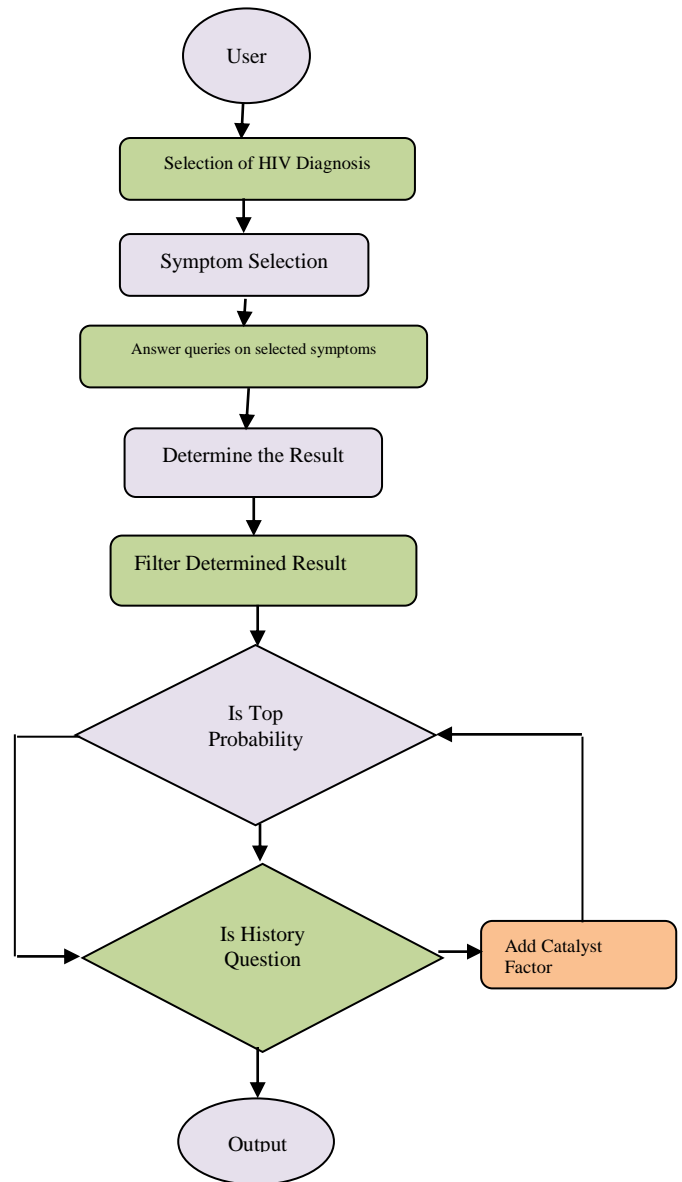 User
Selection of HIV Diagnosis
Symptom Selection
Answer queries on selected symptoms
Determine the Result
Filter Determined Result
Is Top
Probability
Is History
Question
Add Catalyst
Factor
Output